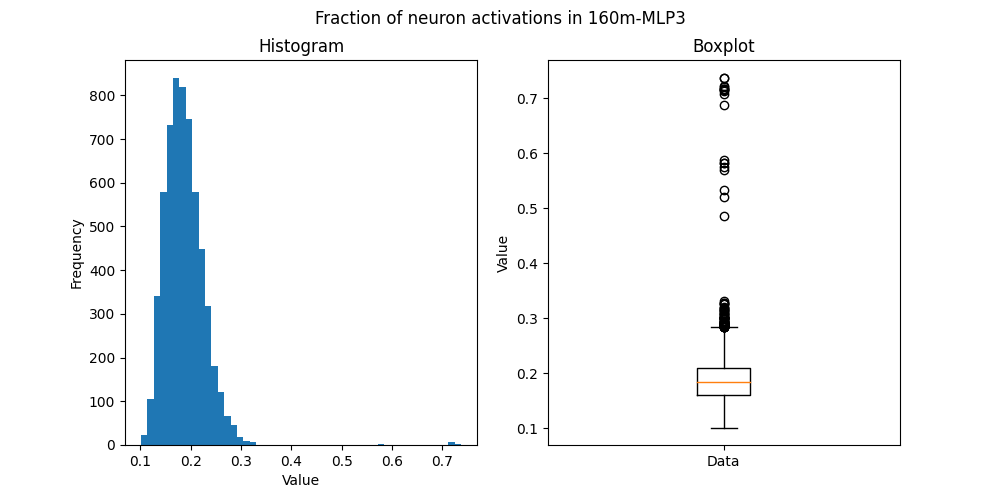 Fraction of neuron activations in 160m-MLP3
Histogram
Frequency
800
700
600
500
400
300
200
100
0
0.1 0.2 0.3 0.4 0.5 0.6 0.7
Value
Boxplot
Value
0.7
0.6
0.5
0.4
0.3
0.2
0.1
Data